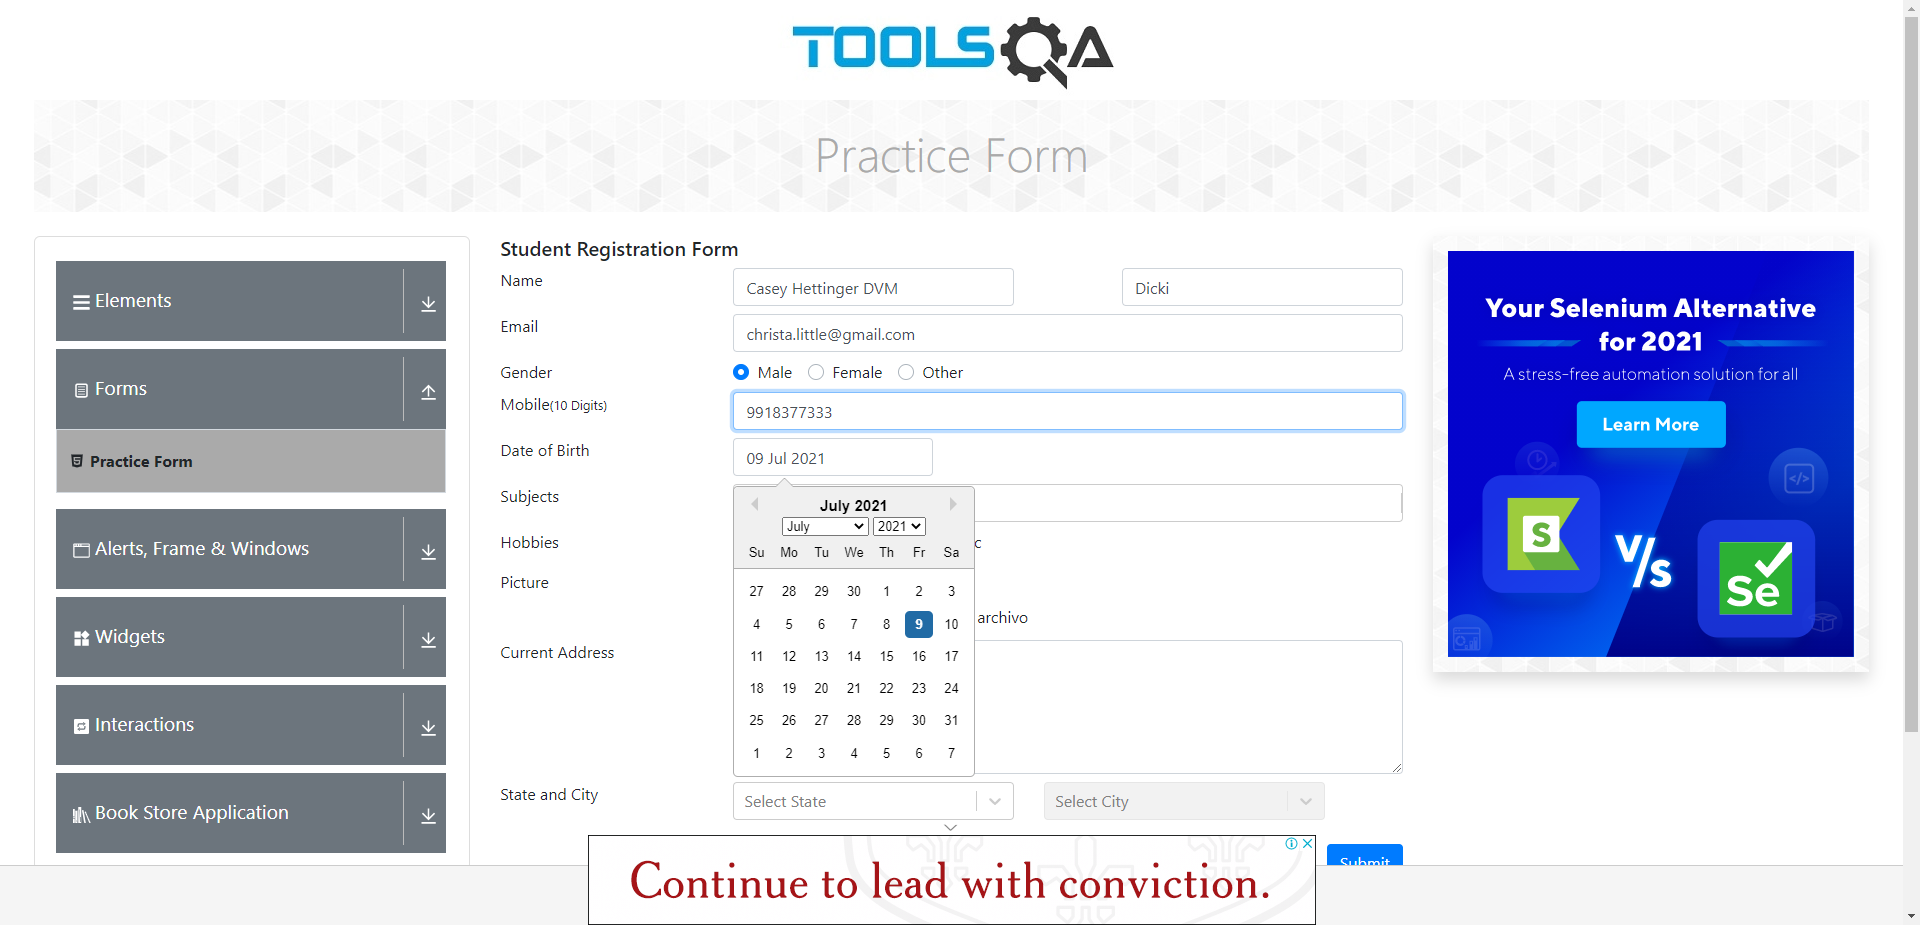 TOOLSQA
Practice Form
Elements
Forms
Practice Form
Alerts, Frame & Windows
Widgets
Interactions
Book Store Application
Student Registration Form
Name
Casey Hettinger DVM
Dicki
Email
christa.little@gmail.com
Gender
Male
Female
Other
Mobile(10 Digits)
9918377333
Date of Birth
09 Jul 2021
Subjects
Hobbies
c
Picture
archivo
Current Address
July 2021
July 2021
Su Mo Tu We Th Fr Sa
27 28 29 30 1 2 3
4 5 6 7 8 9 10
11 12 13 14 15 16 17
18 19 20 21 22 23 24
25 26 27 28 29 30 31
1 2 3 4 5 6 7
State and City
Select State
Select City
Submit
Your Selenium Alternative
for 2021
A stress-free automation solution for all
Learn More
S
V/s
Se
Continue to lead with conviction.